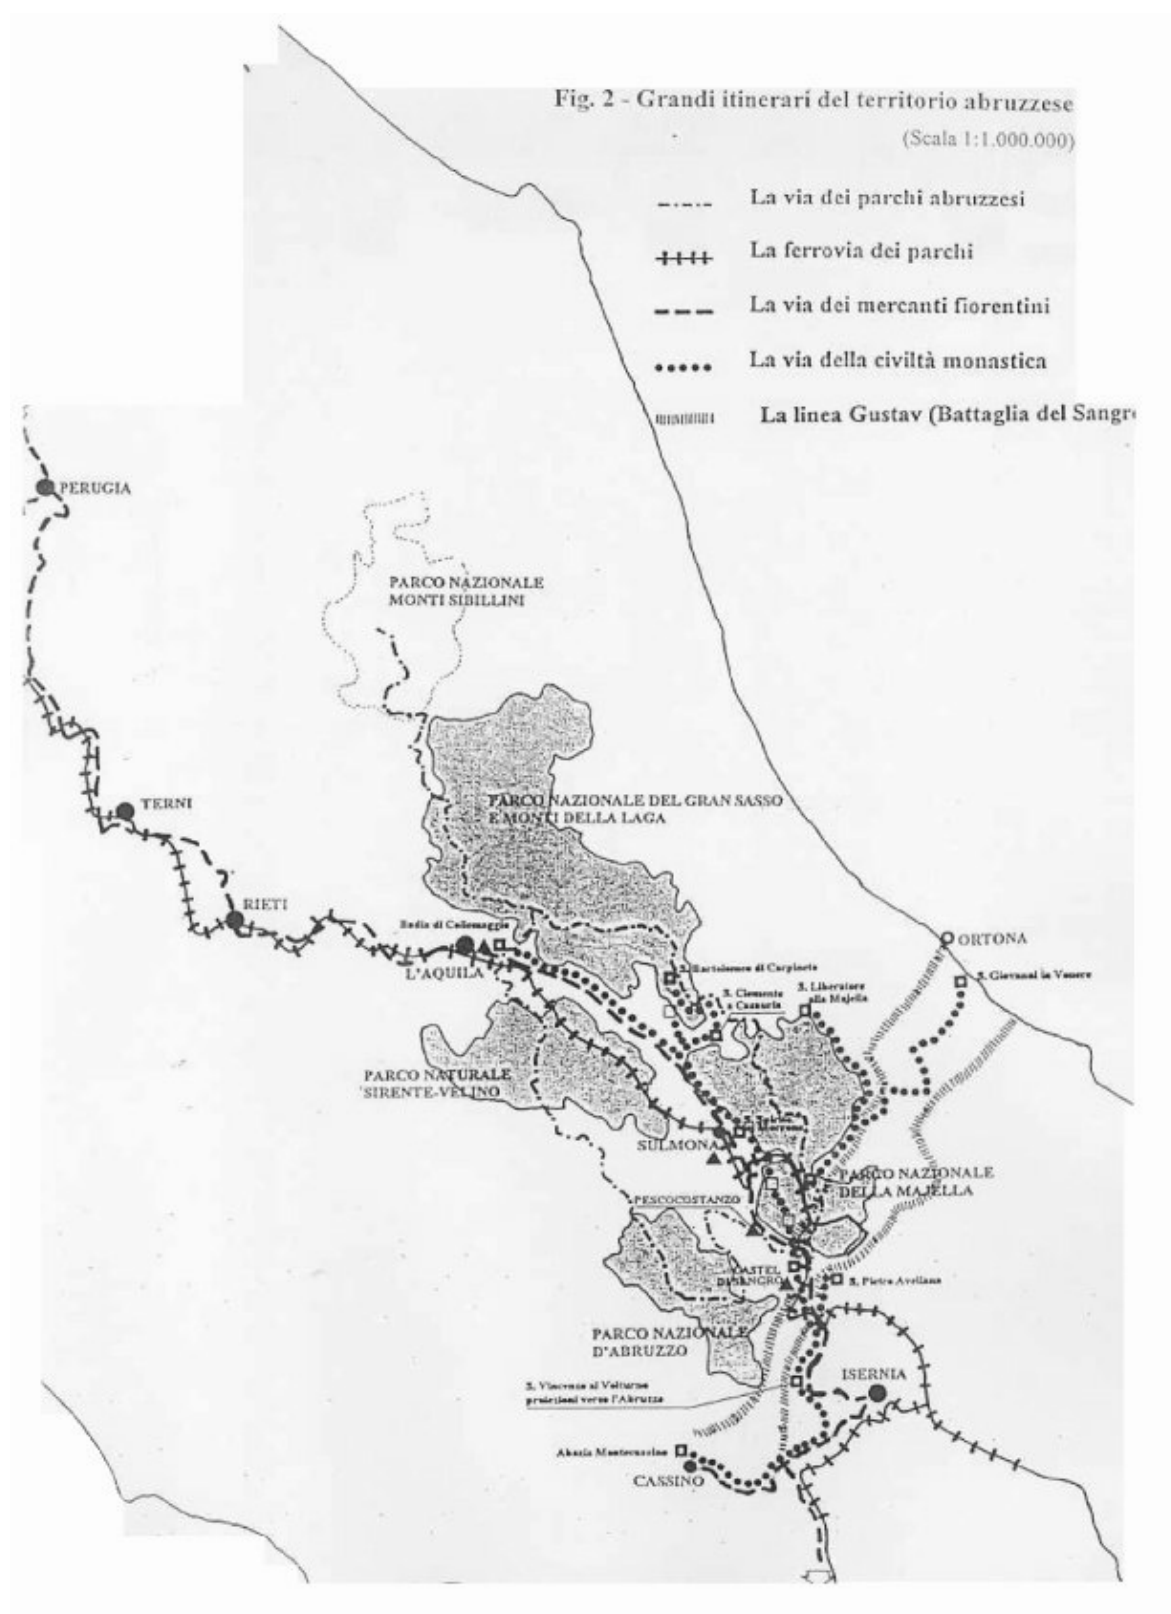 Fig. 2 - Grandi itinerari del territorio abruzzese
(Scala 1:1.000.000)
La via dei parchi abruzzesi
La ferrovia dei parchi
La via dei mercanti fiorentini
La via della civiltà monastica
La linea Gustav (Battaglia del Sangr
PERUGIA
PARCO NAZIONALE
MONTI SIBILLINI
TERNI
PARCO NAZIONALE DEL GRAN SASSO
E MONTI DELLA LAGA
RIETI
Badia di Collemaggio
L'AQUILA
ORTONA
S. Bartolomeo di Carpineto
S. Giovanni in Venere
S. Clemente
a Casauria
S. Liberatore
alla Majella
PARCO NATURALE
SIRENTE-VELINO
SULMONA
PARCO NAZIONALE
DELLA MAJELLA
PESCOCOSTANZO
CASTEL
DI SANGRO
S. Pietro Avellana
PARCO NAZIONALE
D'ABRUZZO
ISERNIA
S. Vincenzo al Volturno
proiezioni verso l'Abruzzo
Abazia Montecassino
CASSINO